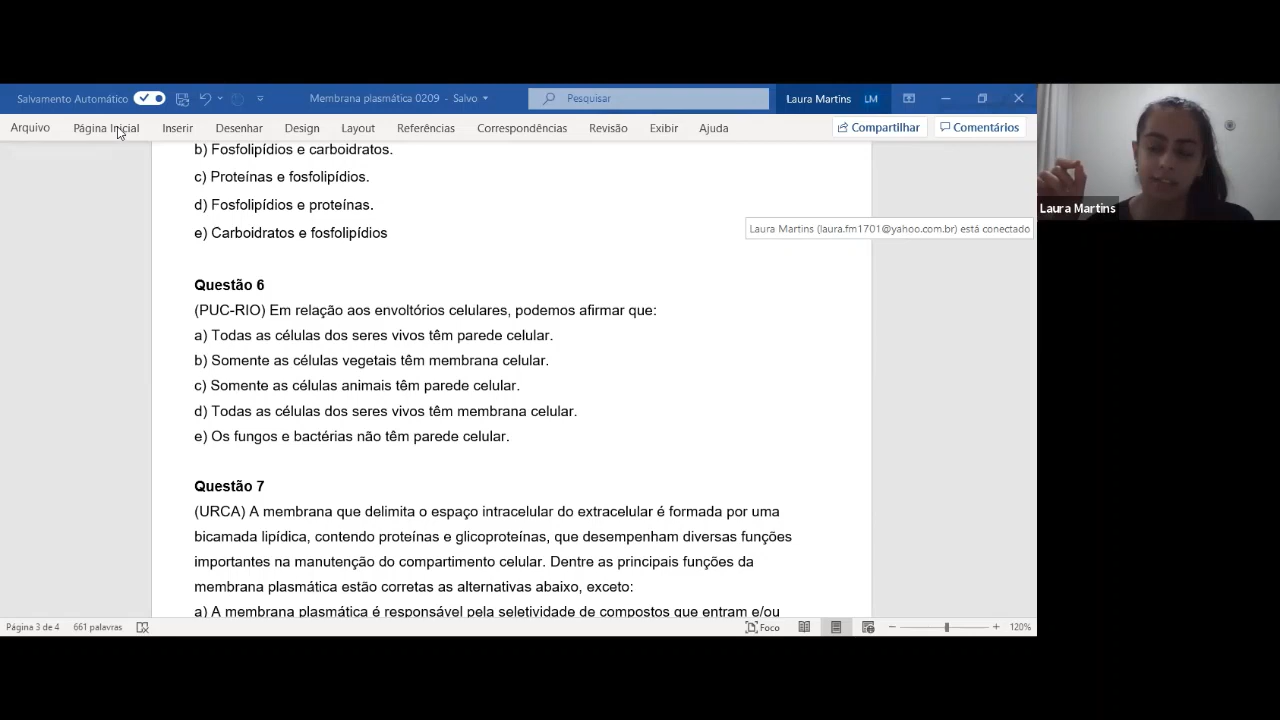 Salvamento Automático
Membrana plasmática 0209 - Salvo
Pesquisar
Laura Martins LM
Arquivo Página Inicial Inserir Desenhar Design Layout Referências Correspondências Revisão Exibir Ajuda Compartilhar Comentários
b) Fosfolipídios e carboidratos.
c) Proteínas e fosfolipídios.
d) Fosfolipídios e proteínas.
e) Carboidratos e fosfolipídios
Laura Martins
Laura Martins (laura.fm1701@yahoo.com.br) está conectado
Questão 6
(PUC-RIO) Em relação aos envoltórios celulares, podemos afirmar que:
a) Todas as células dos seres vivos têm parede celular.
b) Somente as células vegetais têm membrana celular.
c) Somente as células animais têm parede celular.
d) Todas as células dos seres vivos têm membrana celular.
e) Os fungos e bactérias não têm parede celular.
Questão 7
(URCA) A membrana que delimita o espaço intracelular do extracelular é formada por uma
bicamada lipídica, contendo proteínas e glicoproteínas, que desempenham diversas funções
importantes na manutenção do compartimento celular. Dentre as principais funções da
membrana plasmática estão corretas as alternativas abaixo, exceto:
a) A membrana plasmática é responsável pela seletividade de compostos que entram e/ou
Página 3 de 4 661 palavras Foco 120%